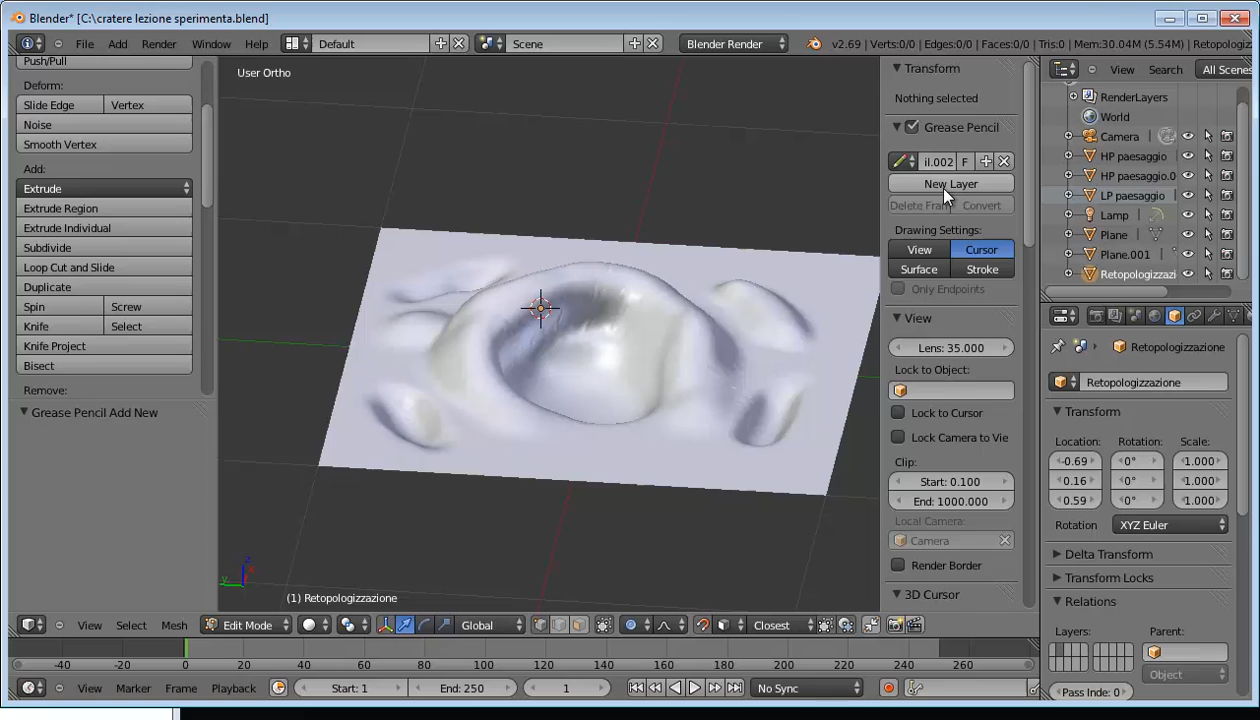 Blender* [C:\cratere lezione sperimenta.blend]
File Add Render Window Help Default Scene Blender Render v2.69 | Verts:0/0 | Edges:0/0 | Faces:0/0 | Tris:0 | Mem:30.04M (5.54M) | Retopologiz
Push/Pull
Deform:
Slide Edge Vertex
Noise
Smooth Vertex
Add:
Extrude
Extrude Region
Extrude Individual
Subdivide
Loop Cut and Slide
Duplicate
Spin Screw
Knife Select
Knife Project
Bisect
Remove:
Grease Pencil Add New
User Ortho
(1) Retopologizzazione
View Select Mesh Edit Mode Global Closest
Transform
Nothing selected
Grease Pencil
il.002 F
New Layer
Delete Fram Convert
Drawing Settings:
View Cursor
Surface Stroke
Only Endpoints
View
Lens: 35.000
Lock to Object:
Lock to Cursor
Lock Camera to Vie
Clip:
Start: 0.100
End: 1000.000
Local Camera:
Camera
Render Border
3D Cursor
View Search All Scenes
RenderLayers
World
Camera
HP paesaggio
HP paesaggio.0
LP paesaggio
Lamp
Plane
Plane.001
Retopologizzazi
Retopologizzazione
Retopologizzazione
Transform
Location: Rotation: Scale:
-0.69 0° 1.000
0.16 0° 1.000
0.59 0° 1.000
Rotation XYZ Euler
Delta Transform
Transform Locks
Relations
Layers: Parent:
Object
Pass Inde: 0
-40 -20 0 20 40 60 80 100 120 140 160 180 200 220 240 260
View Marker Frame Playback Start: 1 End: 250 1 No Sync